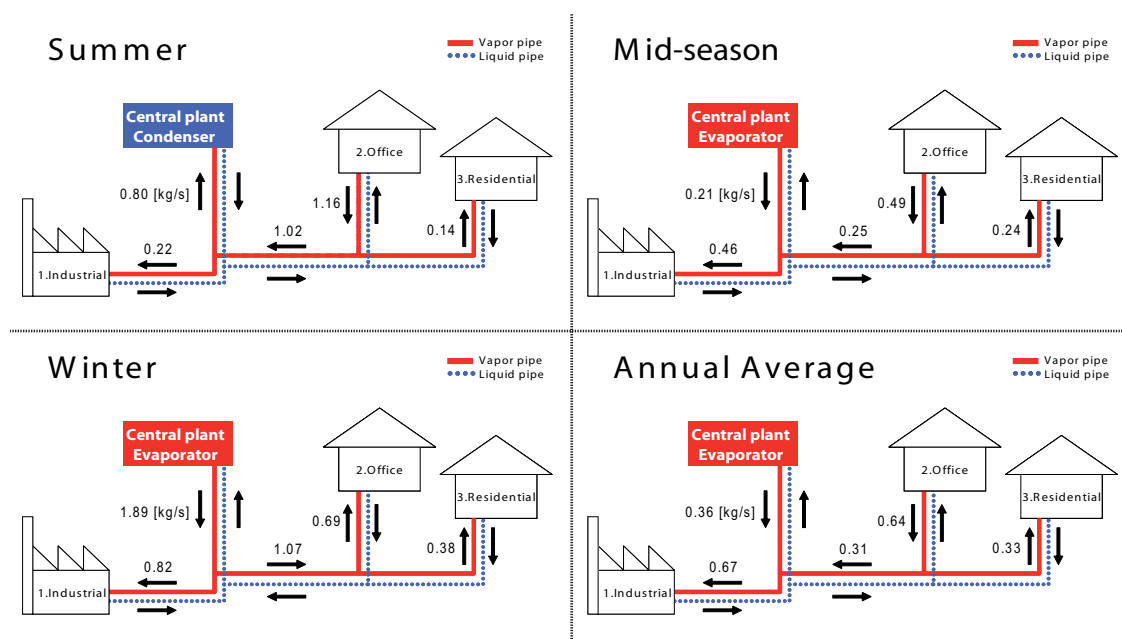 Summer
Vapor pipe
Liquid pipe
Central plant
Condenser
2.Office
3.Residential
0.80 [kg/s]
1.16
1.02
0.14
0.22
1.Industrial
Mid-season
Vapor pipe
Liquid pipe
Central plant
Evaporator
2.Office
3.Residential
0.21 [kg/s]
0.49
0.25
0.24
0.46
1.Industrial
Winter
Vapor pipe
Liquid pipe
Central plant
Evaporator
2.Office
3.Residential
1.89 [kg/s]
0.69
1.07
0.38
0.82
1.Industrial
Annual Average
Vapor pipe
Liquid pipe
Central plant
Evaporator
2.Office
3.Residential
0.36 [kg/s]
0.64
0.31
0.33
0.67
1.Industrial